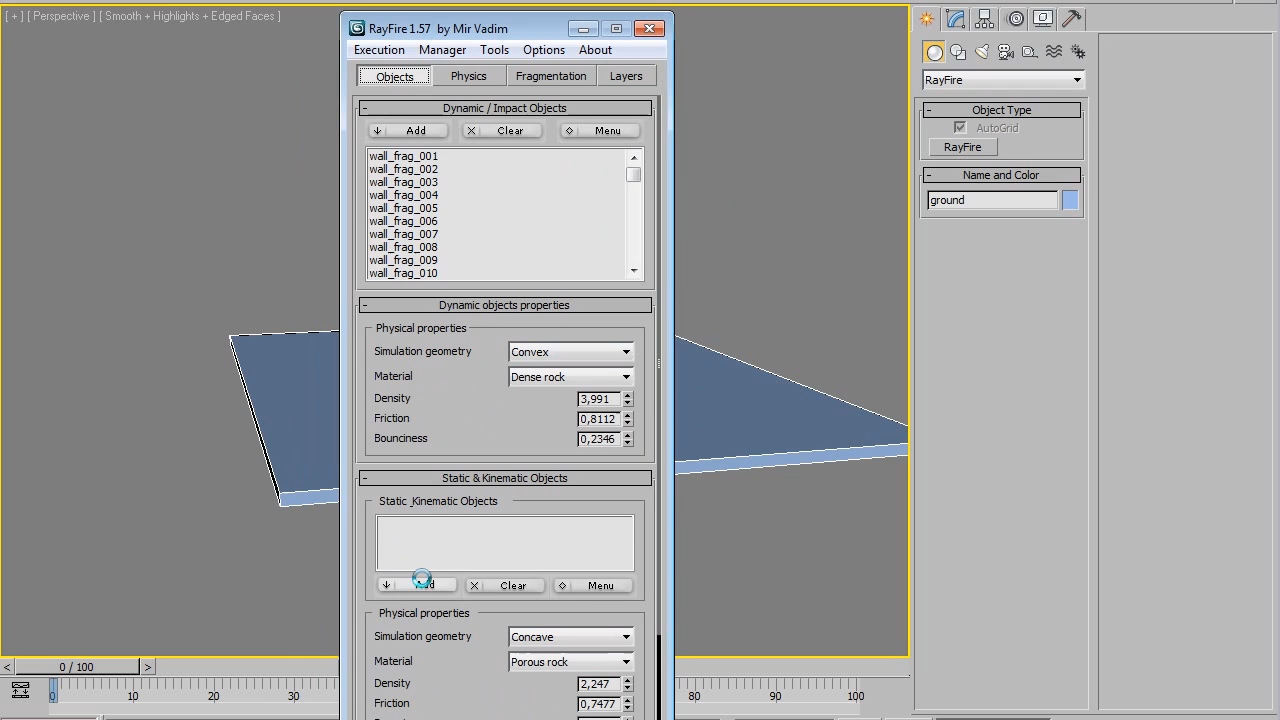 [ + ] [ Perspective ] [ Smooth + Highlights + Edged Faces ]
RayFire 1.57 by Mir Vadim
Execution Manager Tools Options About
Objects Physics Fragmentation Layers
Dynamic / Impact Objects
Add Clear Menu
wall_frag_001
wall_frag_002
wall_frag_003
wall_frag_004
wall_frag_005
wall_frag_006
wall_frag_007
wall_frag_008
wall_frag_009
wall_frag_010
Dynamic objects properties
Physical properties
Simulation geometry Convex
Material Dense rock
Density 3,991
Friction 0,8112
Bounciness 0,2346
Static & Kinematic Objects
Static_Kinematic Objects
Clear Menu
Physical properties
Simulation geometry Concave
Material Porous rock
Density 2,247
Friction 0,7477
RayFire
Object Type
AutoGrid
RayFire
Name and Color
ground
< 0 / 100 >
0 10 20 30 80 90 100